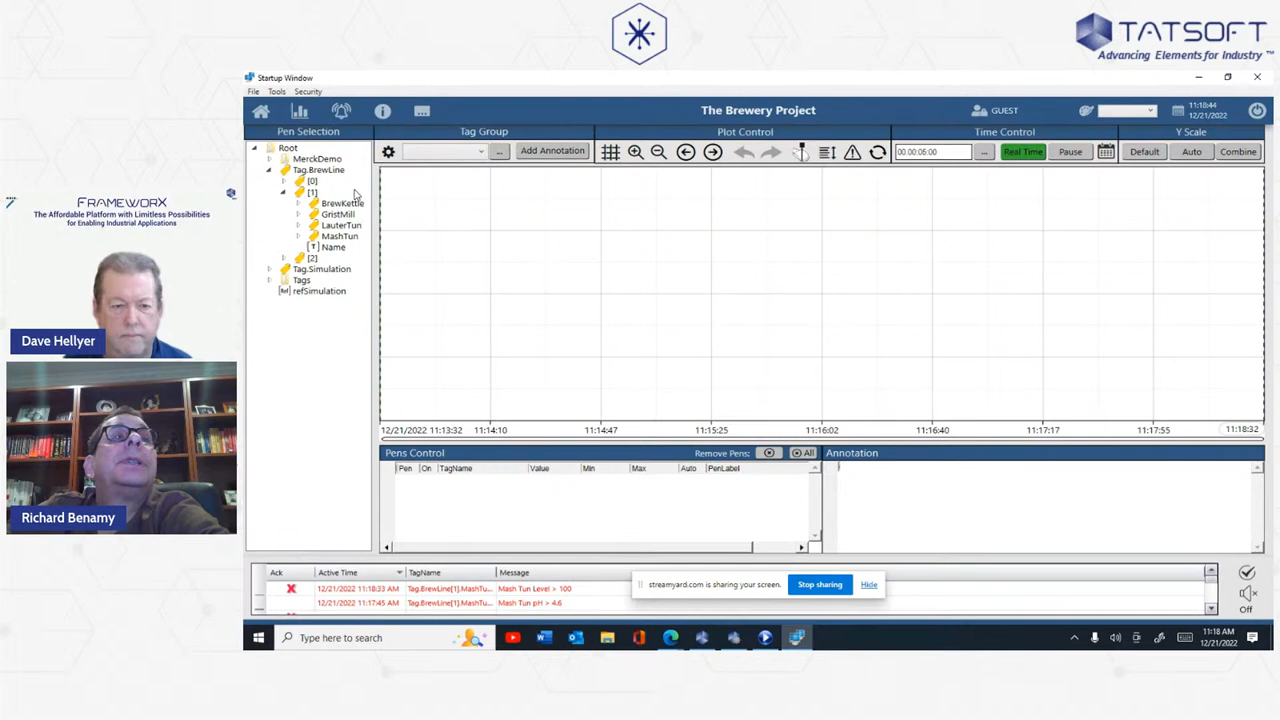 TATSOFT
Advancing Elements for Industry ™
Startup Window
File Tools Security
The Brewery Project
GUEST
11:18:44
12/21/2022
Pen Selection
Tag Group
Plot Control
Time Control
Y Scale
...
Add Annotation
00.00:05:00
...
Real Time
Pause
Default
Auto
Combine
Root
MerckDemo
Tag.BrewLine
[0]
[1]
BrewKettle
GristMill
LauterTun
MashTun
Name
[2]
Tag.Simulation
Tags
refSimulation
FRAMEWORX
The Affordable Platform with Limitless Possibilities
for Enabling Industrial Applications
Dave Hellyer
Richard Benamy
12/21/2022 11:13:32 11:14:10 11:14:47 11:15:25 11:16:02 11:16:40 11:17:17 11:17:55 11:18:32
Pens Control
Remove Pens:
All
Annotation
Pen On TagName Value Min Max Auto PenLabel
Ack Active Time TagName Message
12/21/2022 11:18:33 AM Tag.BrewLine[1].MashTu... Mash Tun Level > 100
12/21/2022 11:17:45 AM Tag.BrewLine[1].MashTu... Mash Tun pH > 4.6
streamyard.com is sharing your screen.
Stop sharing
Hide
Off
Type here to search
11:18 AM
12/21/2022